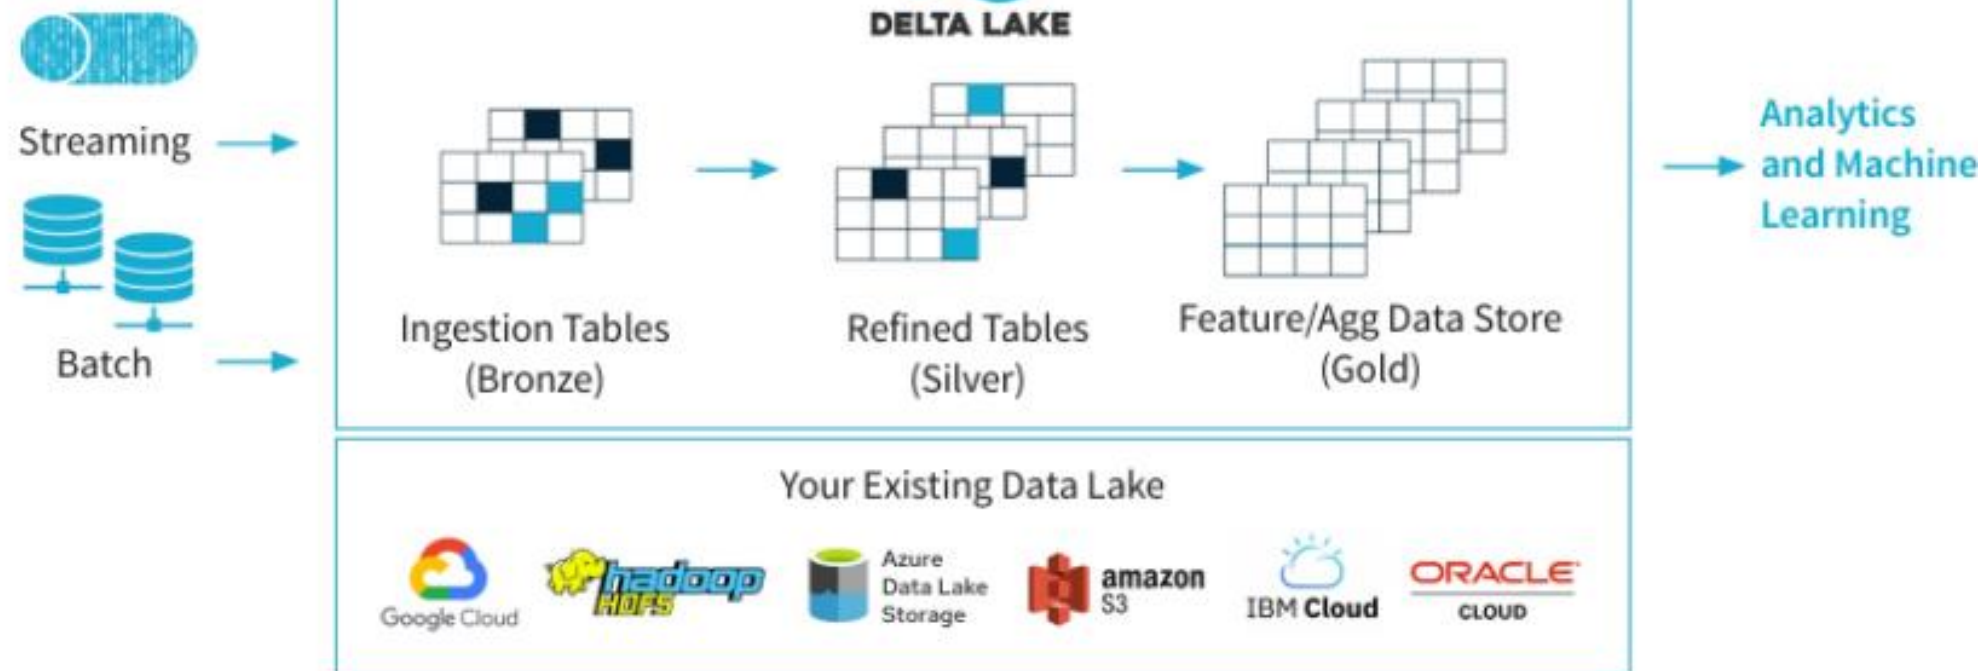 DELTA LAKE
Streaming
Batch
Ingestion Tables
(Bronze)
Refined Tables
(Silver)
Feature/Agg Data Store
(Gold)
Analytics
and Machine
Learning
Your Existing Data Lake
Google Cloud
hadoop
HDFS
Azure
Data Lake
Storage
amazon
S3
IBM Cloud
ORACLE
CLOUD